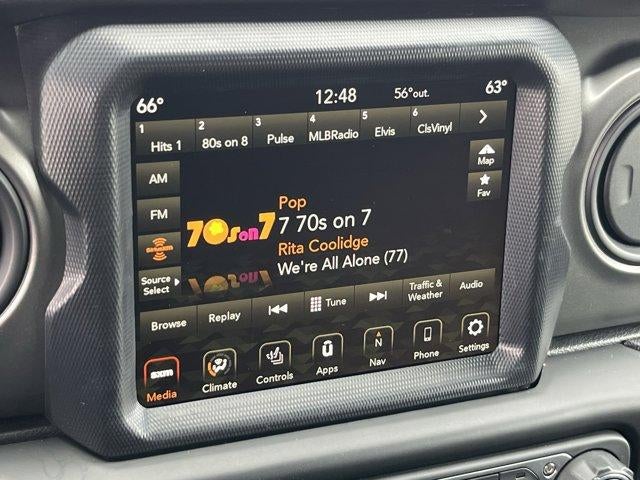 66° 12:48 56°out. 63°
1 Hits 1 2 80s on 8 3 Pulse 4 MLBRadio 5 Elvis 6 ClsVinyl >
AM
FM
SiriusXM
Source
Select
Map
Fav
70s on 7
Pop
7 70s on 7
Rita Coolidge
We're All Alone (77)
Browse Replay Tune Traffic & Weather Audio
sxm U N
Media Climate Controls Apps Nav Phone Settings